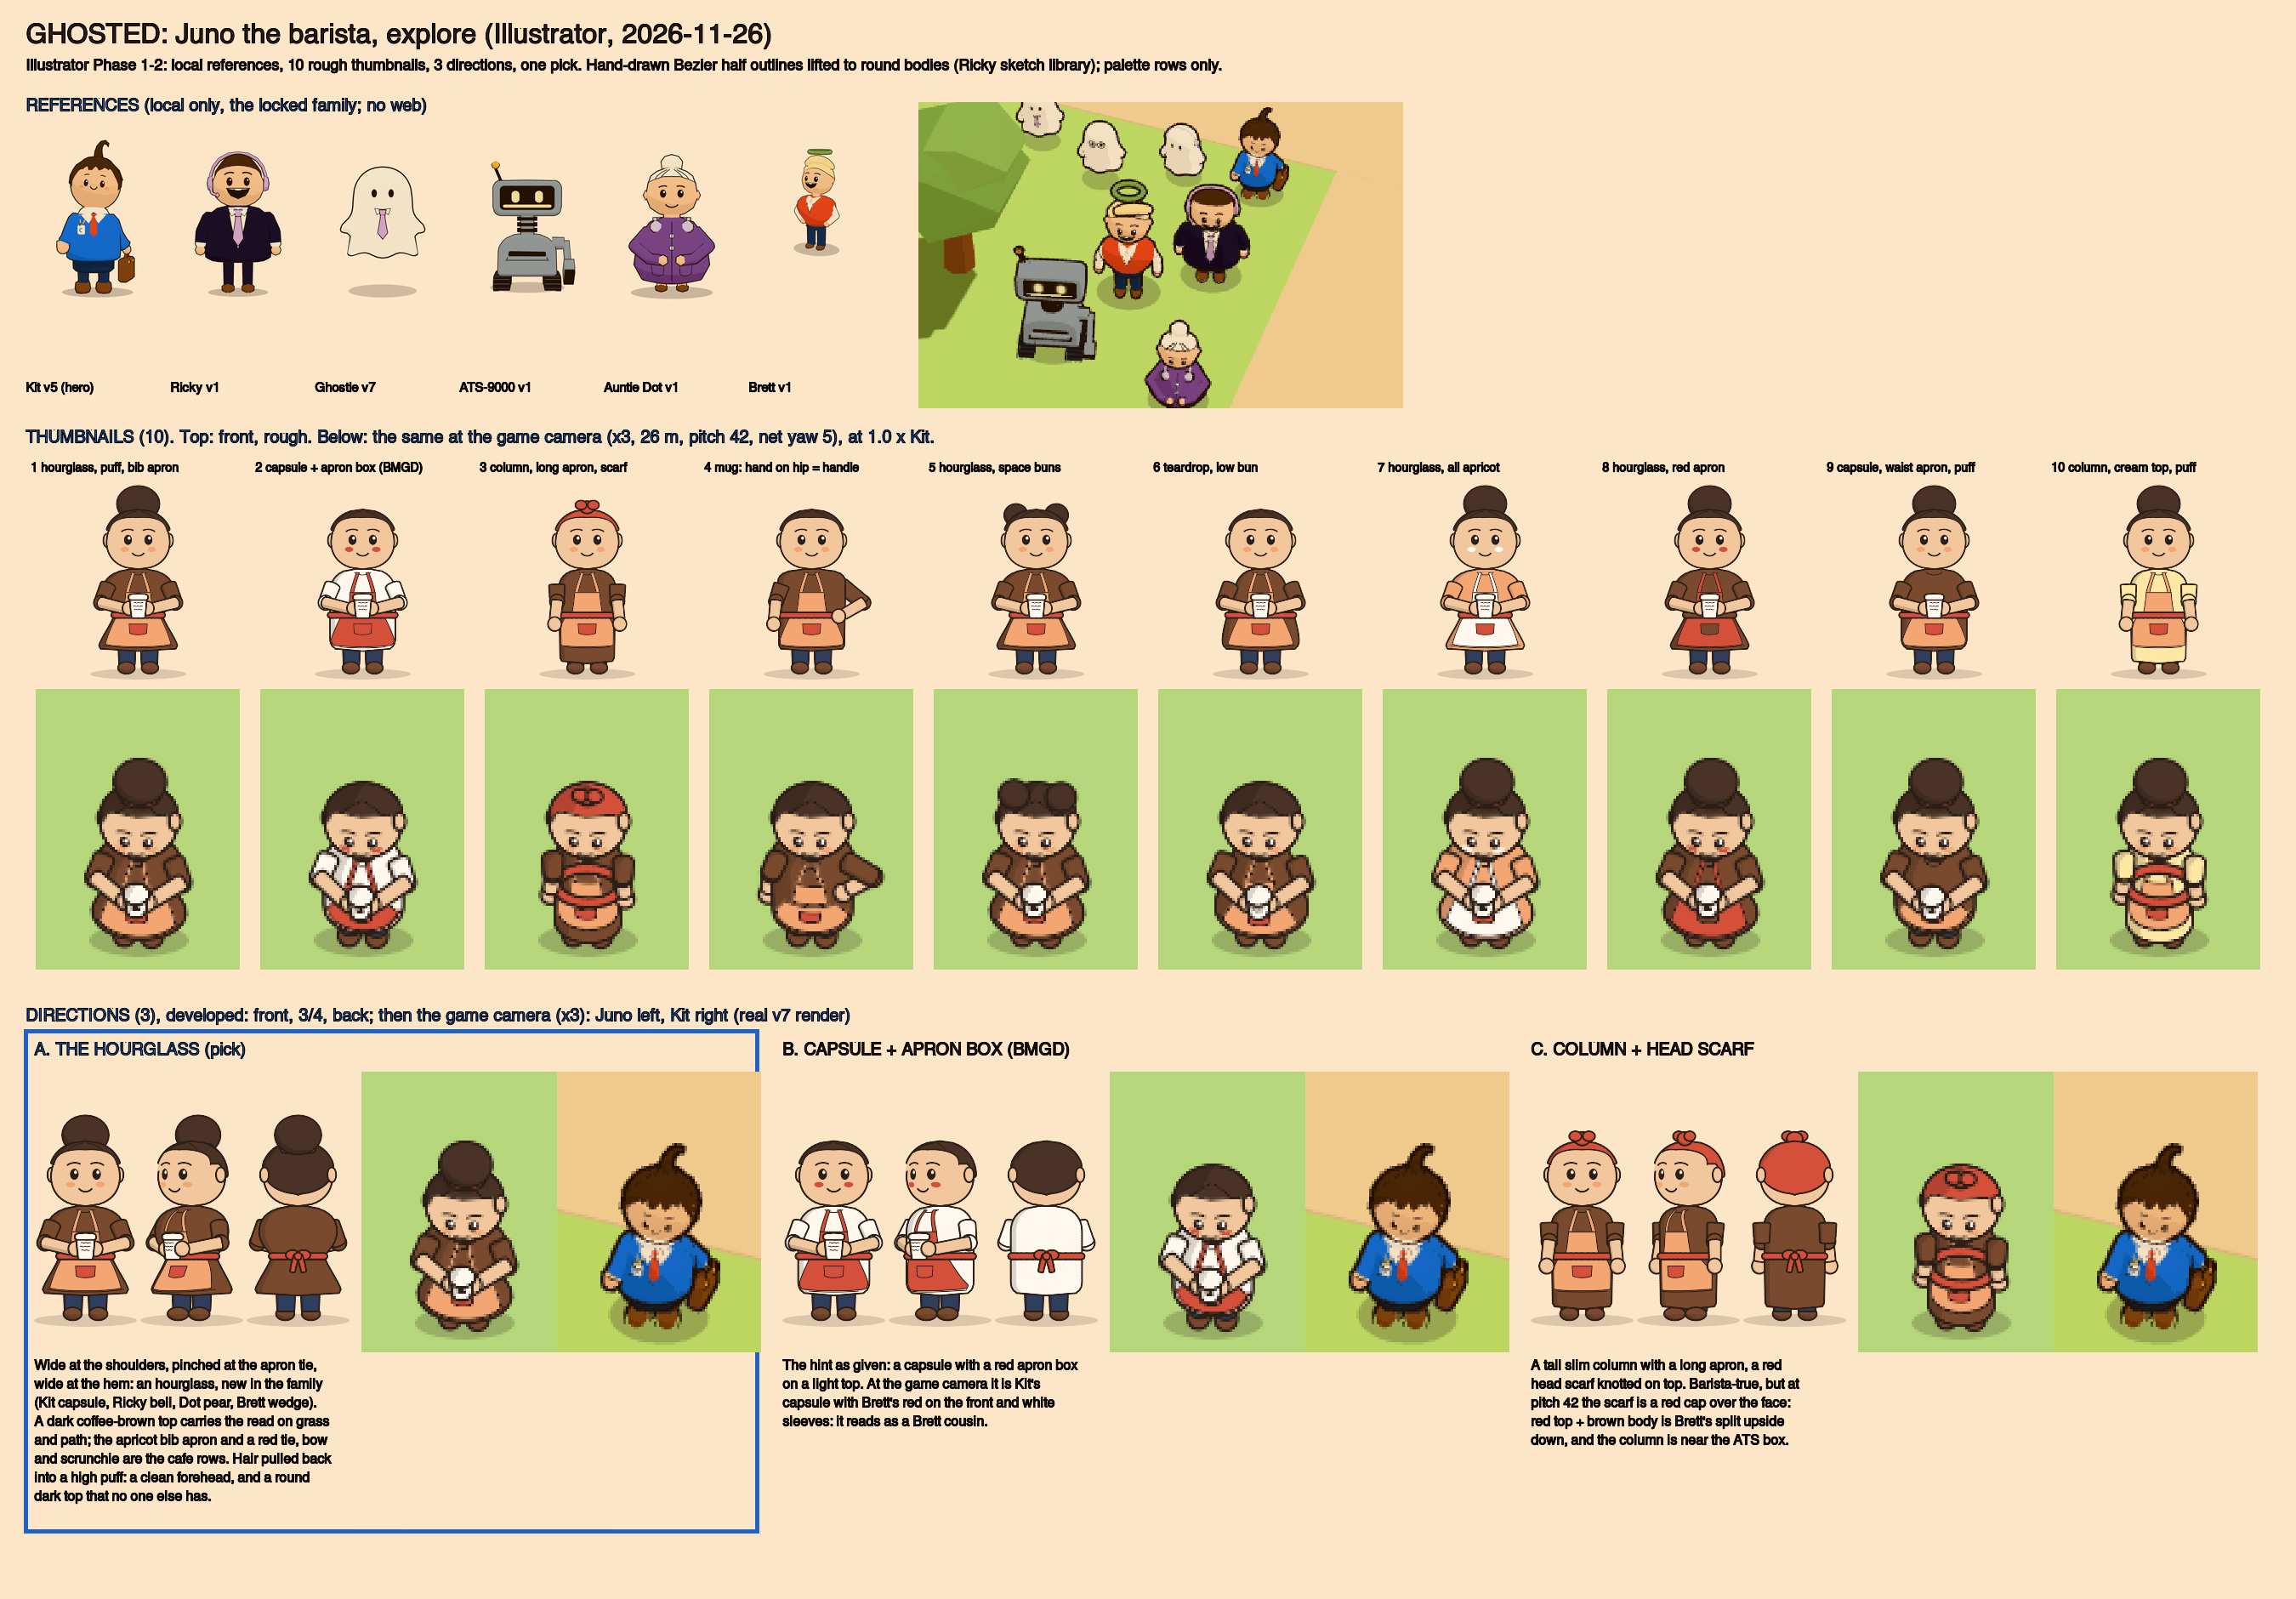 GHOSTED: Juno the barista, explore (Illustrator, 2026-11-26)
Illustrator Phase 1-2: local references, 10 rough thumbnails, 3 directions, one pick. Hand-drawn Bezier half outlines lifted to round bodies (Ricky sketch library); palette rows only.
REFERENCES (local only, the locked family; no web)
Kit v5 (hero)
Ricky v1
Ghostie v7
ATS-9000 v1
Auntie Dot v1
Brett v1
THUMBNAILS (10). Top: front, rough. Below: the same at the game camera (x3, 26 m, pitch 42, net yaw 5), at 1.0 x Kit.
1 hourglass, puff, bib apron
2 capsule + apron box (BMGD)
3 column, long apron, scarf
4 mug: hand on hip = handle
5 hourglass, space buns
6 teardrop, low bun
7 hourglass, all apricot
8 hourglass, red apron
9 capsule, waist apron, puff
10 column, cream top, puff
DIRECTIONS (3), developed: front, 3/4, back; then the game camera (x3): Juno left, Kit right (real v7 render)
A. THE HOURGLASS (pick)
Wide at the shoulders, pinched at the apron tie,
wide at the hem: an hourglass, new in the family
(Kit capsule, Ricky bell, Dot pear, Brett wedge).
A dark coffee-brown top carries the read on grass
and path; the apricot bib apron and a red tie, bow
and scrunchie are the cafe rows. Hair pulled back
into a high puff: a clean forehead, and a round
dark top that no one else has.
B. CAPSULE + APRON BOX (BMGD)
The hint as given: a capsule with a red apron box
on a light top. At the game camera it is Kit's
capsule with Brett's red on the front and white
sleeves: it reads as a Brett cousin.
C. COLUMN + HEAD SCARF
A tall slim column with a long apron, a red
head scarf knotted on top. Barista-true, but at
pitch 42 the scarf is a red cap over the face:
red top + brown body is Brett's split upside
down, and the column is near the ATS box.